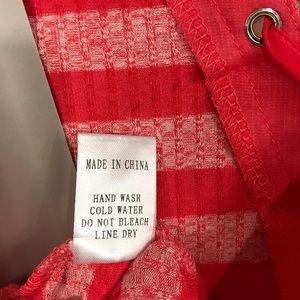 MADE IN CHINA
HAND WASH
COLD WATER
DO NOT BLEACH
LINE DRY